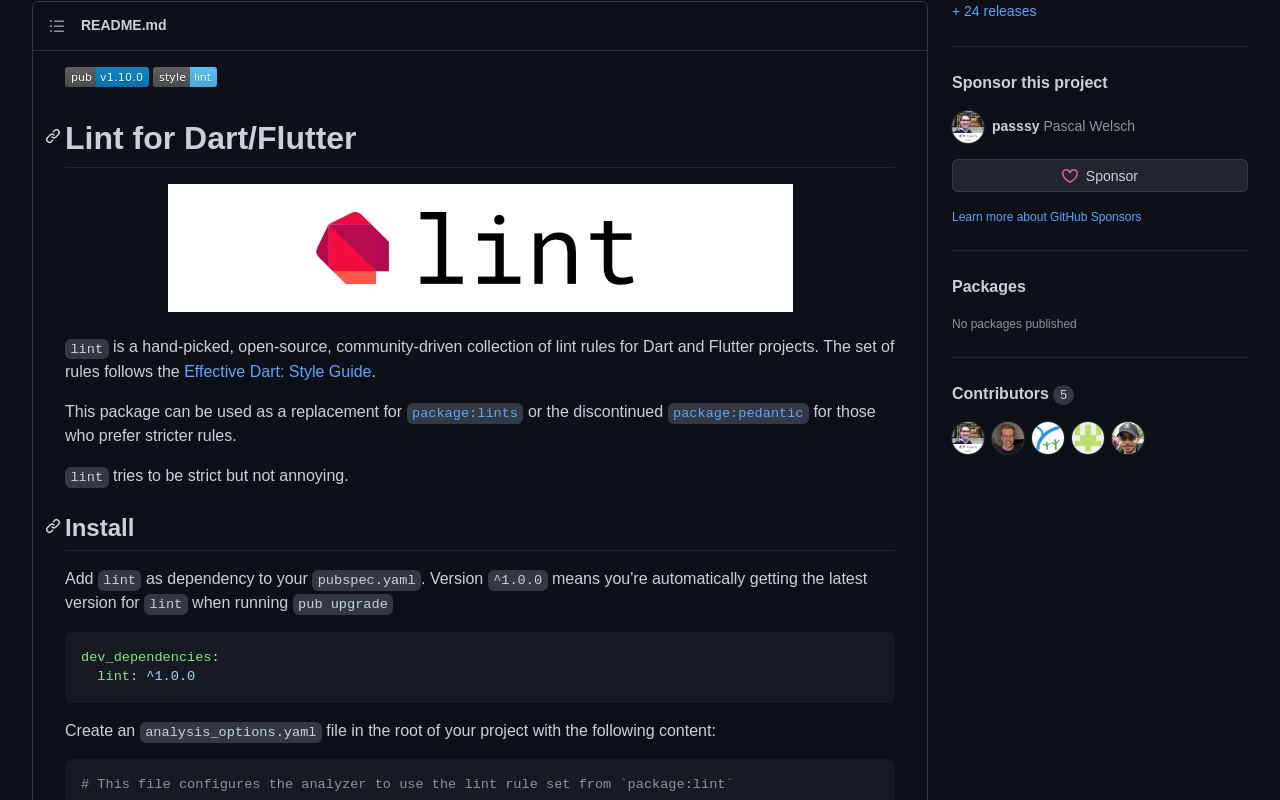 README.md
pub v1.10.0 style lint
Lint for Dart/Flutter
lint
lint is a hand-picked, open-source, community-driven collection of lint rules for Dart and Flutter projects. The set of
rules follows the Effective Dart: Style Guide.
This package can be used as a replacement for package:lints or the discontinued package:pedantic for those
who prefer stricter rules.
lint tries to be strict but not annoying.
Install
Add lint as dependency to your pubspec.yaml. Version ^1.0.0 means you're automatically getting the latest
version for lint when running pub upgrade
dev_dependencies:
  lint: ^1.0.0
Create an analysis_options.yaml file in the root of your project with the following content:
# This file configures the analyzer to use the lint rule set from `package:lint`
+ 24 releases
Sponsor this project
passsy Pascal Welsch
Sponsor
Learn more about GitHub Sponsors
Packages
No packages published
Contributors 5